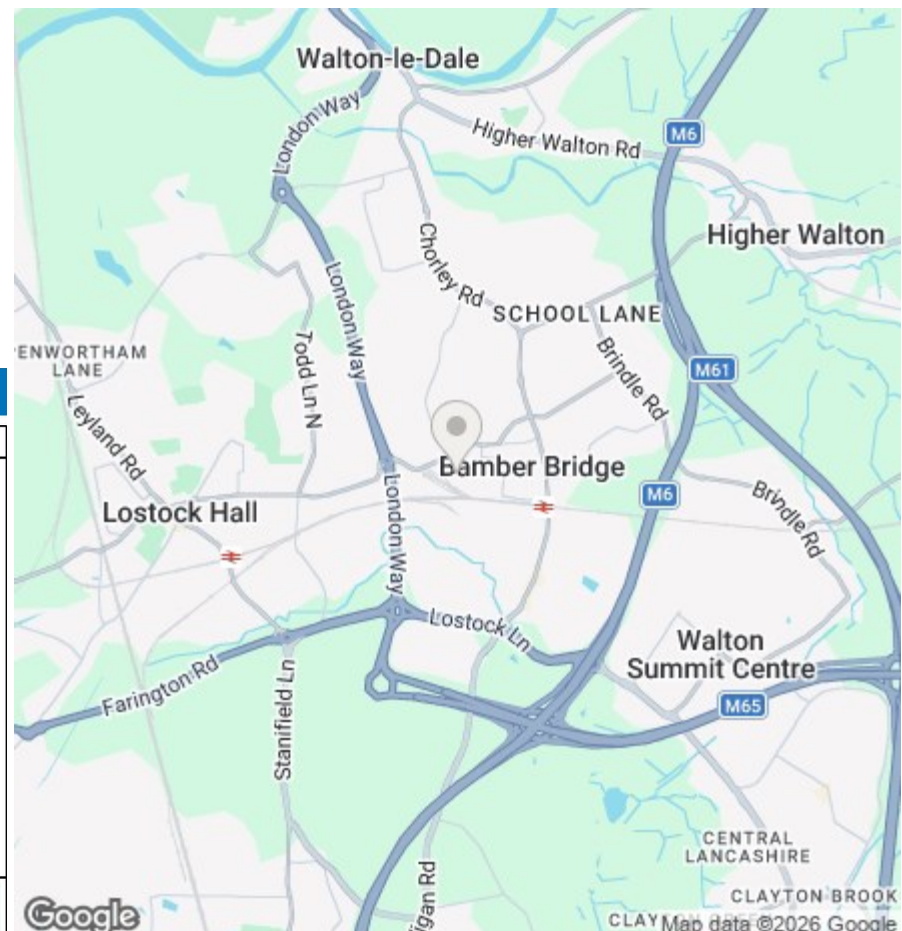 Walton-le-Dale
London Way
Higher Walton Rd
M6
Higher Walton
Chorley Rd
SCHOOL LANE
London Way
Todd Ln N
Brindle Rd
M61
PENWORTHAM
LANE
Leyland Rd
Bamber Bridge
London Way
M6
Brindle Rd
Lostock Hall
Lostock Ln
Walton
Summit Centre
Farington Rd
Stanifield Ln
M65
CENTRAL
LANCASHIRE
igan Rd
CLAYTON BROOK
Google
Map data ©2026 Google